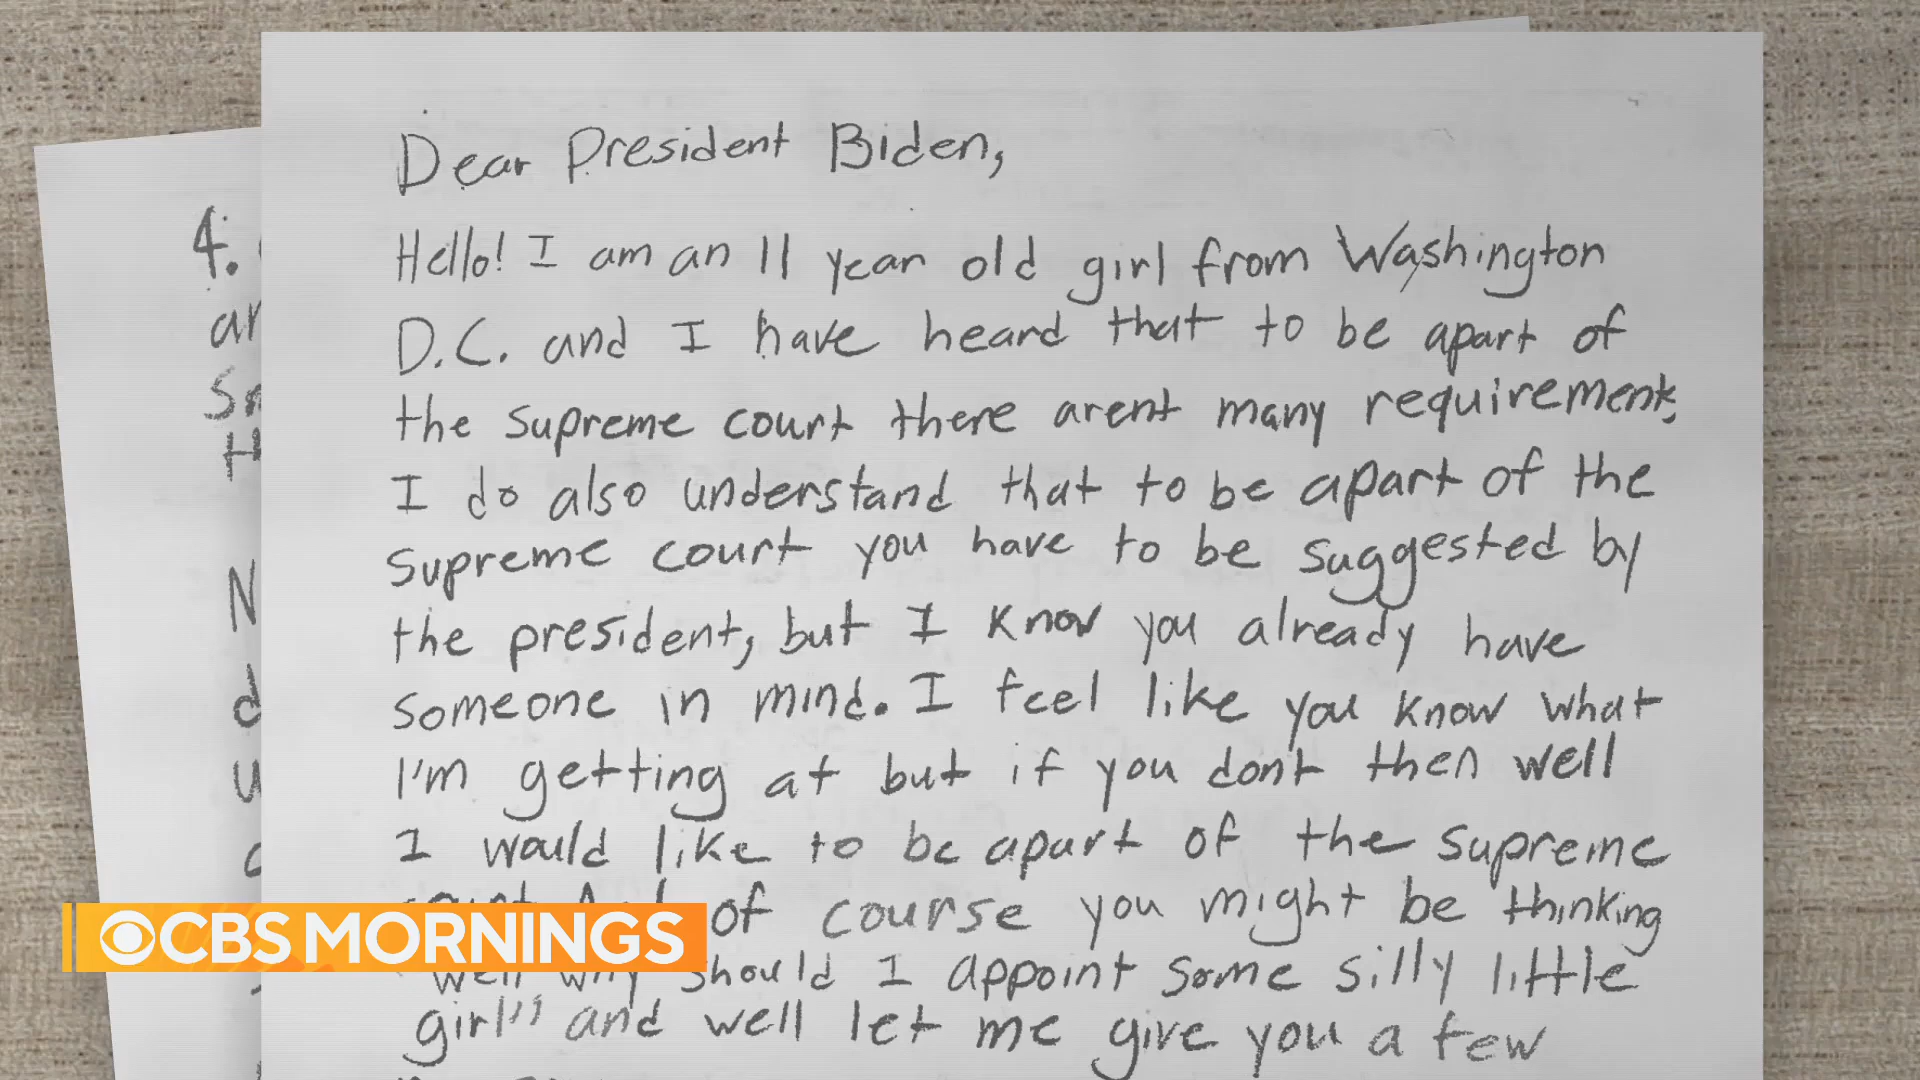 Dear President Biden,
Hello! I am an 11 year old girl from Washington
D.C. and I have heard that to be apart of
the supreme court there arent many requirements,
I do also understand that to be apart of the
supreme court you have to be suggested by
the president, but I know you already have
someone in mind. I feel like you know what
I'm getting at but if you don't then well
I would like to be apart of the supreme
of course you might be thinking
"well why should I appoint some silly little
girl" and well let me give you a few
4.
an
Sn
H
N
d
u
CBS MORNINGS